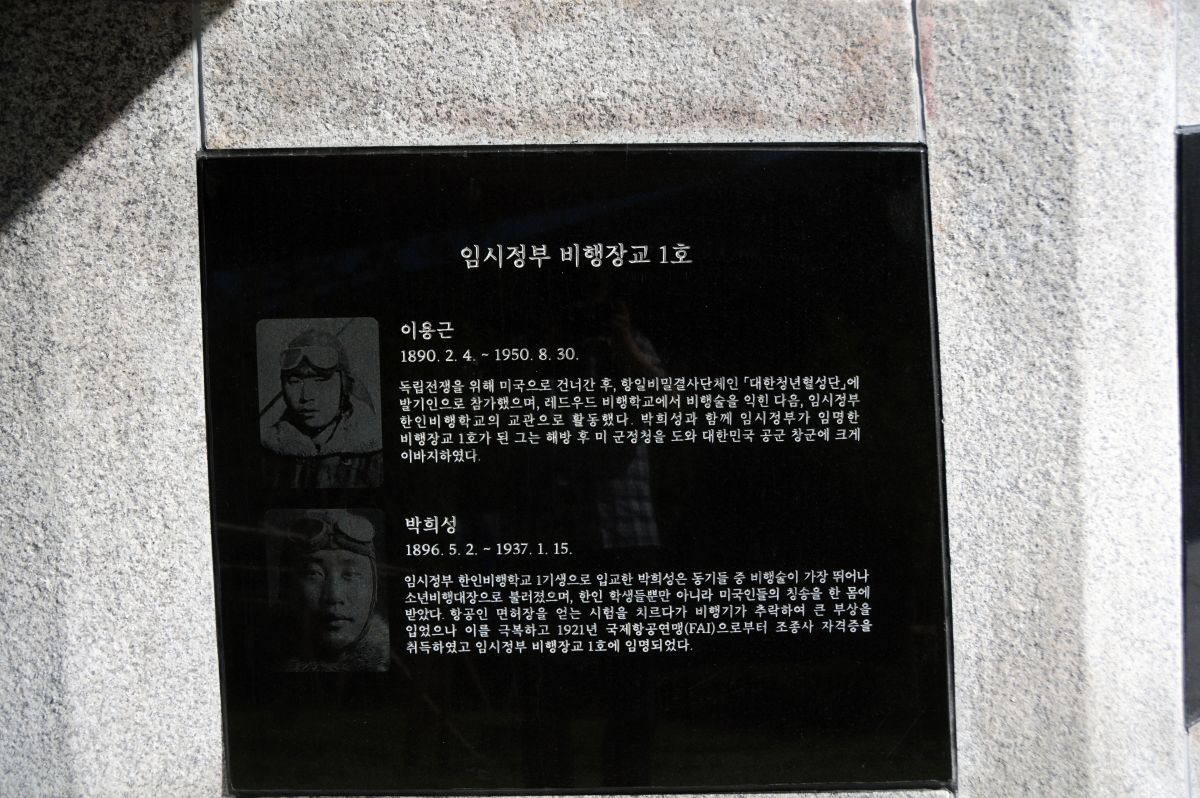 임시정부 비행장교 1호
이용근
1890. 2. 4. ~ 1950. 8. 30.
독립전쟁을 위해 미국으로 건너간 후, 항일비밀결사단체인 「대한청년혈성단」에
발기인으로 참가했으며, 레드우드 비행학교에서 비행술을 익힌 다음, 임시정부
한인비행학교의 교관으로 활동했다. 박희성과 함께 임시정부가 임명한
비행장교 1호가 된 그는 해방 후 미 군정청을 도와 대한민국 공군 창군에 크게
이바지하였다.
박희성
1896. 5. 2. ~ 1937. 1. 15.
임시정부 한인비행학교 1기생으로 입교한 박희성은 동기들 중 비행술이 가장 뛰어나
소년비행대장으로 불러졌으며, 한인 학생들뿐만 아니라 미국인들의 칭송을 한 몸에
받았다. 항공인 면허장을 얻는 시험을 치르다가 비행기가 추락하여 큰 부상을
입었으나 이를 극복하고 1921년 국제항공연맹(FAI)으로부터 조종사 자격증을
취득하였고 임시정부 비행장교 1호에 임명되었다.